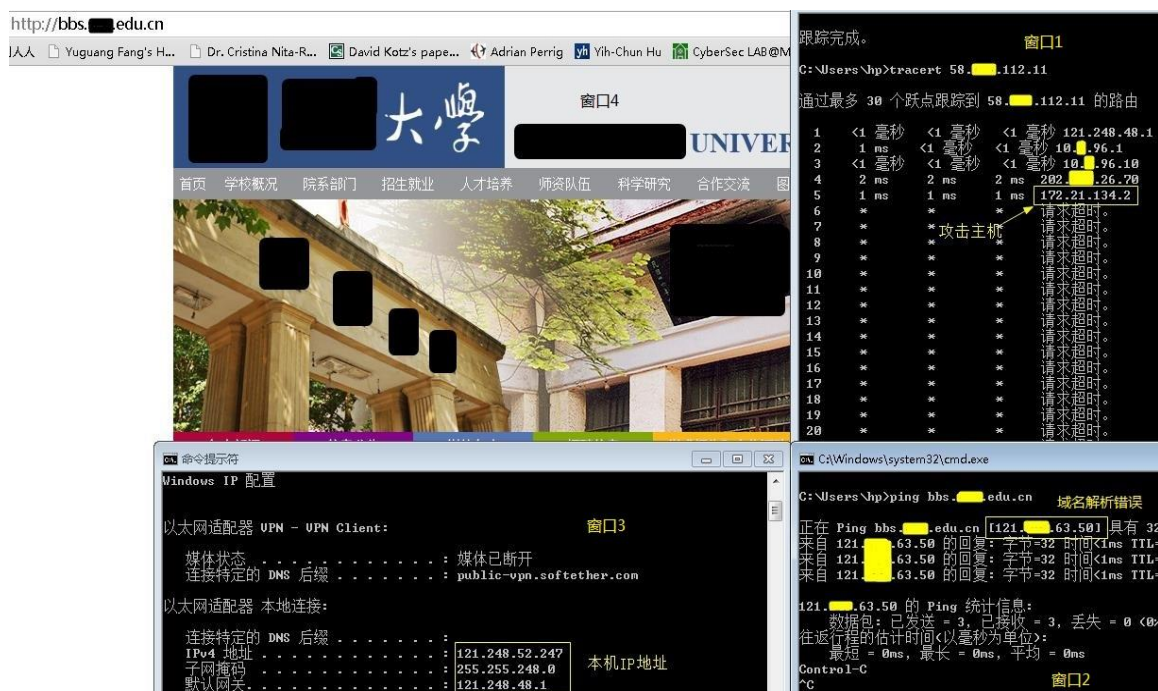 http://bbs. .edu.cn
人人 Yuguang Fang's H... Dr. Cristina Nita-R... David Kotz's pape... Adrian Perrig Yih-Chun Hu CyberSec LAB@M
大學
窗口4
UNIVER
首页 学校概况 院系部门 招生就业 人才培养 师资队伍 科学研究 合作交流 图
跟踪完成。
窗口1
C:\Users\hp>tracert 58. .112.11
通过最多 30 个跃点跟踪到 58. .112.11 的路由
1 <1 毫秒 <1 毫秒 <1 毫秒 121.248.48.1
2 1 ms <1 毫秒 <1 毫秒 10. .96.1
3 <1 毫秒 <1 毫秒 <1 毫秒 10. .96.10
4 2 ms 2 ms 2 ms 202. .26.70
5 1 ms 1 ms 1 ms 172.21.134.2
6 * * * 请求超时。
7 * * * 请求超时。
攻击主机
8 * * * 请求超时。
9 * * * 请求超时。
10 * * * 请求超时。
11 * * * 请求超时。
12 * * * 请求超时。
13 * * * 请求超时。
14 * * * 请求超时。
15 * * * 请求超时。
16 * * * 请求超时。
17 * * * 请求超时。
18 * * * 请求超时。
19 * * * 请求超时。
20 * * * 请求超时。
命令提示符
Windows IP 配置
窗口3
以太网适配器 VPN - VPN Client:
媒体状态 . . . . . . . . . . . . : 媒体已断开
连接特定的 DNS 后缀 . . . . . . . : public-vpn.softether.com
以太网适配器 本地连接:
连接特定的 DNS 后缀 . . . . . . . :
IPv4 地址 . . . . . . . . . . . . : 121.248.52.247
子网掩码 . . . . . . . . . . . . : 255.255.248.0
默认网关. . . . . . . . . . . . . : 121.248.48.1
本机IP地址
C:\Windows\system32\cmd.exe
C:\Users\hp>ping bbs. .edu.cn
域名解析错误
正在 Ping bbs. .edu.cn [121. .63.50] 具有 32
来自 121. .63.50 的回复: 字节=32 时间<1ms TTL=
来自 121. .63.50 的回复: 字节=32 时间<1ms TTL=
来自 121. .63.50 的回复: 字节=32 时间<1ms TTL=
121. .63.50 的 Ping 统计信息:
数据包: 已发送 = 3, 已接收 = 3, 丢失 = 0 (0%
往返行程的估计时间(以毫秒为单位):
最短 = 0ms, 最长 = 0ms, 平均 = 0ms
Control-C
^C
窗口2